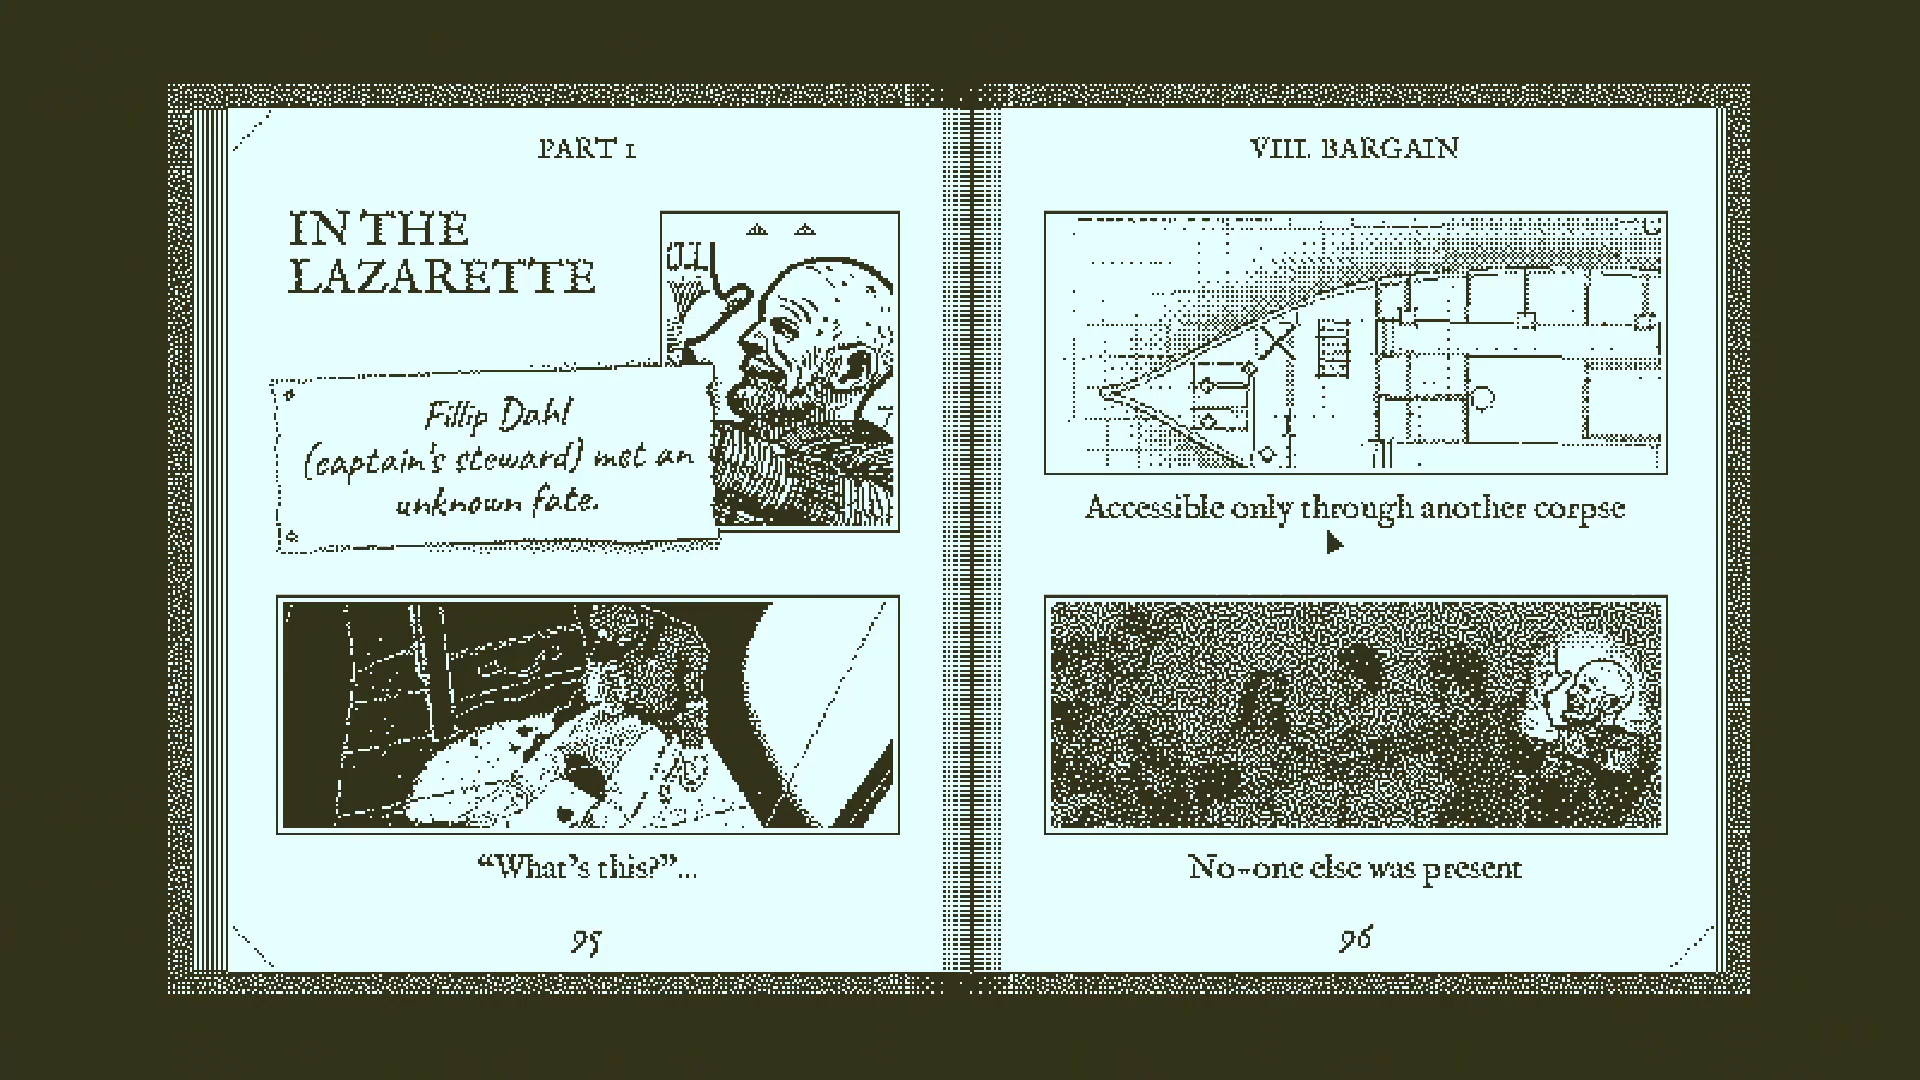 PART I
IN THE
LAZARETTE
Fillip Dahl
(captain's steward) met an
unknown fate.
"What's this?"...
95
VIII. BARGAIN
Accessible only through another corpse
No-one else was present
96